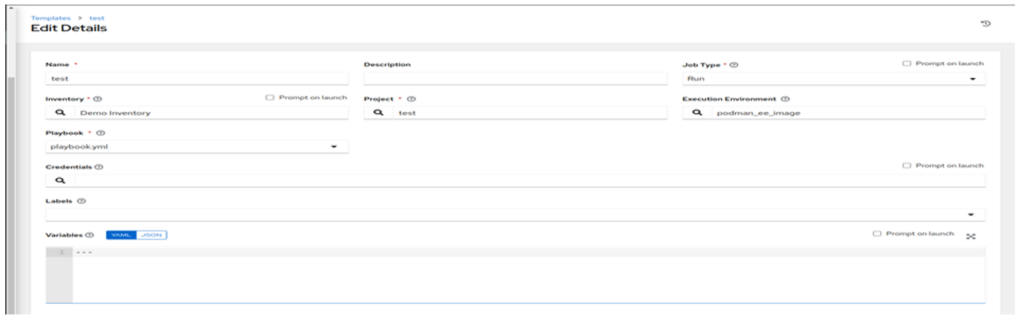 Templates > test
Edit Details
Name *
Description
Job Type *
Prompt on launch
test
Run
Inventory *
Prompt on launch
Project *
Execution Environment
Demo Inventory
test
podman_ee_image
Playbook *
playbook.yml
Credentials
Prompt on launch
Labels
Variables
YAML
JSON
Prompt on launch
1 ---